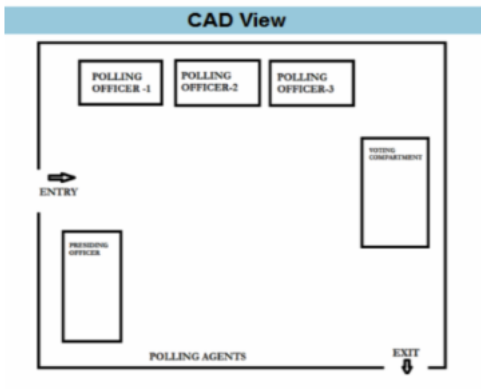 CAD View
POLLING
OFFICER -1
POLLING
OFFICER-2
POLLING
OFFICER-3
VOTING
COMPARTMENT
ENTRY
PRESIDING
OFFICER
POLLING AGENTS
EXIT